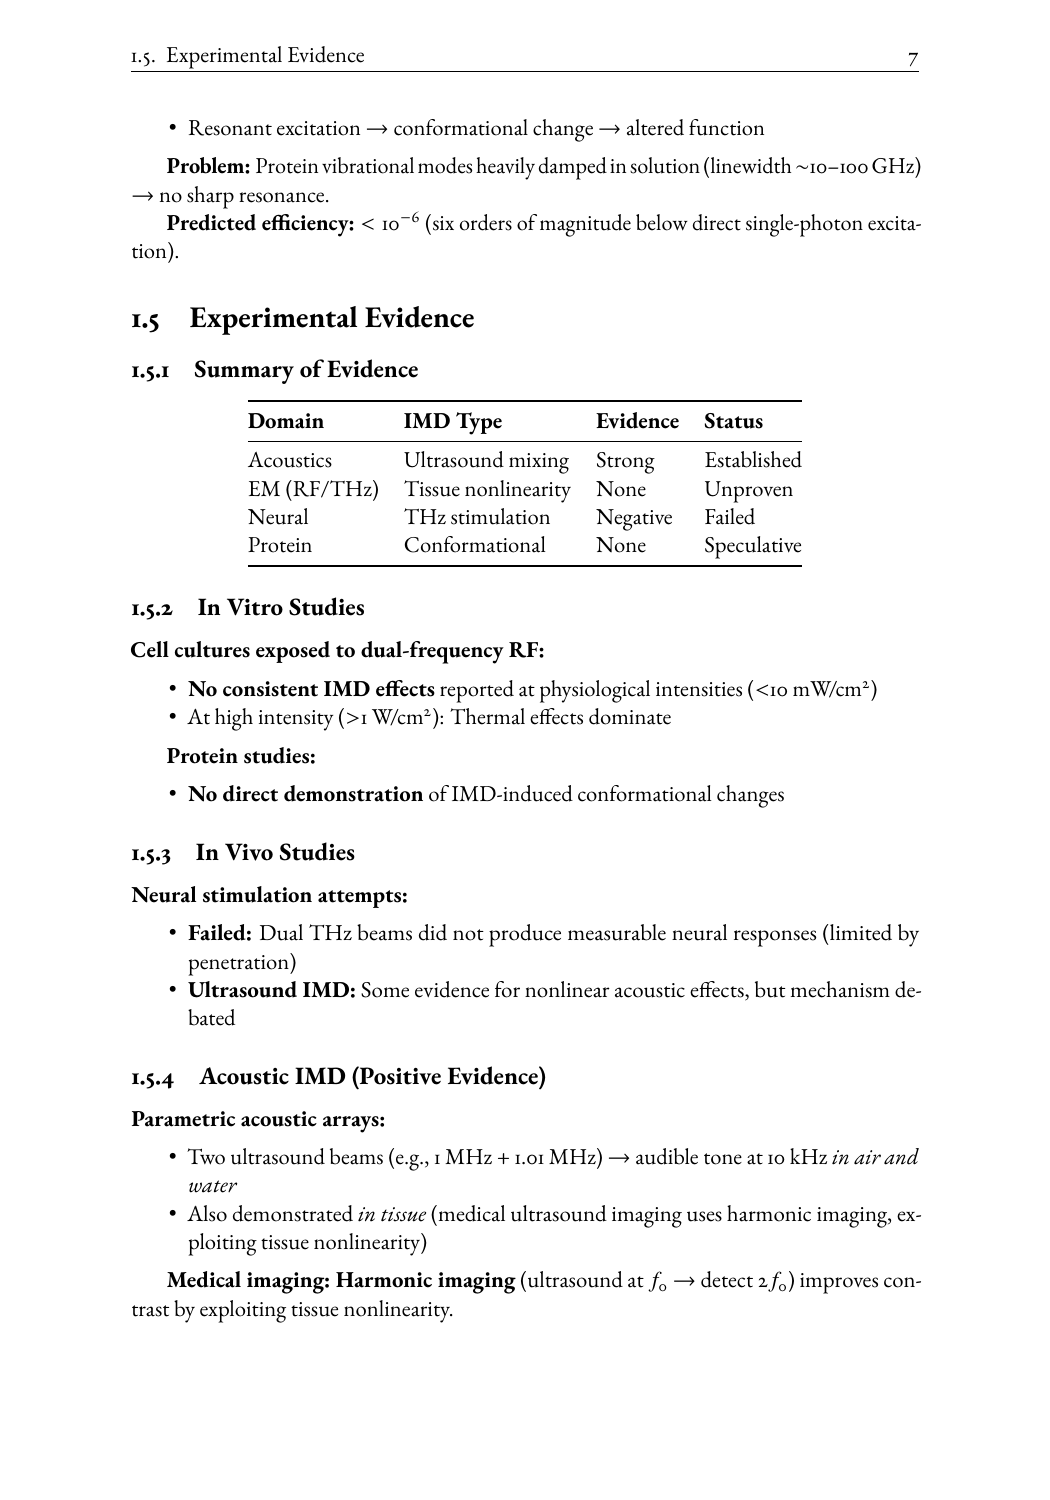 1.5. Experimental Evidence 7
• Resonant excitation → conformational change → altered function
Problem: Protein vibrational modes heavily damped in solution (linewidth ~10–100 GHz)
→ no sharp resonance.
Predicted efficiency: < 10⁻⁶ (six orders of magnitude below direct single-photon excita-
tion).
1.5 Experimental Evidence
1.5.1 Summary of Evidence
Domain IMD Type Evidence Status
Acoustics Ultrasound mixing Strong Established
EM (RF/THz) Tissue nonlinearity None Unproven
Neural THz stimulation Negative Failed
Protein Conformational None Speculative
1.5.2 In Vitro Studies
Cell cultures exposed to dual-frequency RF:
• No consistent IMD effects reported at physiological intensities (<10 mW/cm²)
• At high intensity (>1 W/cm²): Thermal effects dominate
Protein studies:
• No direct demonstration of IMD-induced conformational changes
1.5.3 In Vivo Studies
Neural stimulation attempts:
• Failed: Dual THz beams did not produce measurable neural responses (limited by
penetration)
• Ultrasound IMD: Some evidence for nonlinear acoustic effects, but mechanism de-
bated
1.5.4 Acoustic IMD (Positive Evidence)
Parametric acoustic arrays:
• Two ultrasound beams (e.g., 1 MHz + 1.01 MHz) → audible tone at 10 kHz in air and
water
• Also demonstrated in tissue (medical ultrasound imaging uses harmonic imaging, ex-
ploiting tissue nonlinearity)
Medical imaging: Harmonic imaging (ultrasound at f₀ → detect 2f₀) improves con-
trast by exploiting tissue nonlinearity.